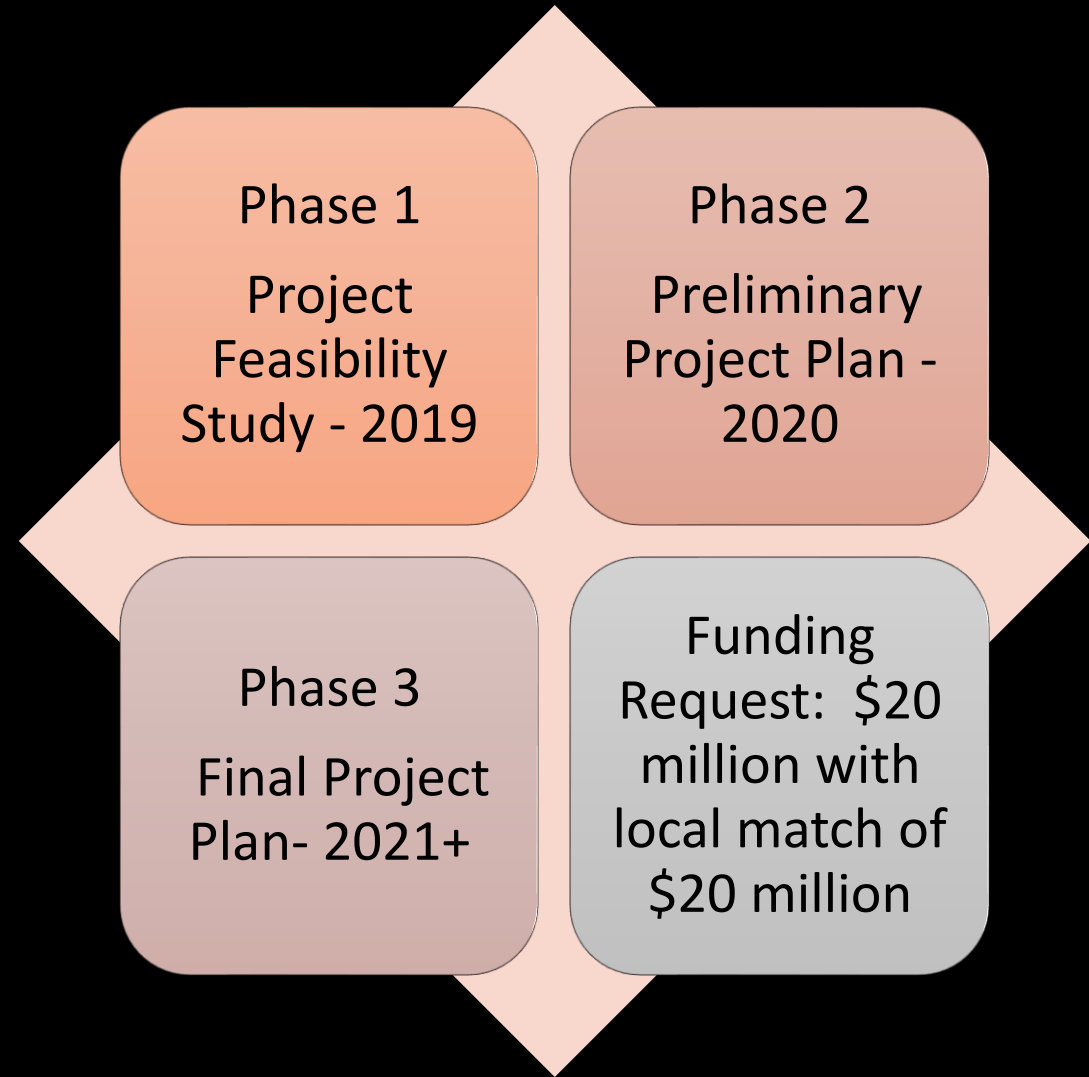 Phase 1
Project
Feasibility
Study - 2019
Phase 2
Preliminary
Project Plan -
2020
Phase 3
Final Project
Plan- 2021+
Funding
Request:  $20
million with
local match of
$20 million